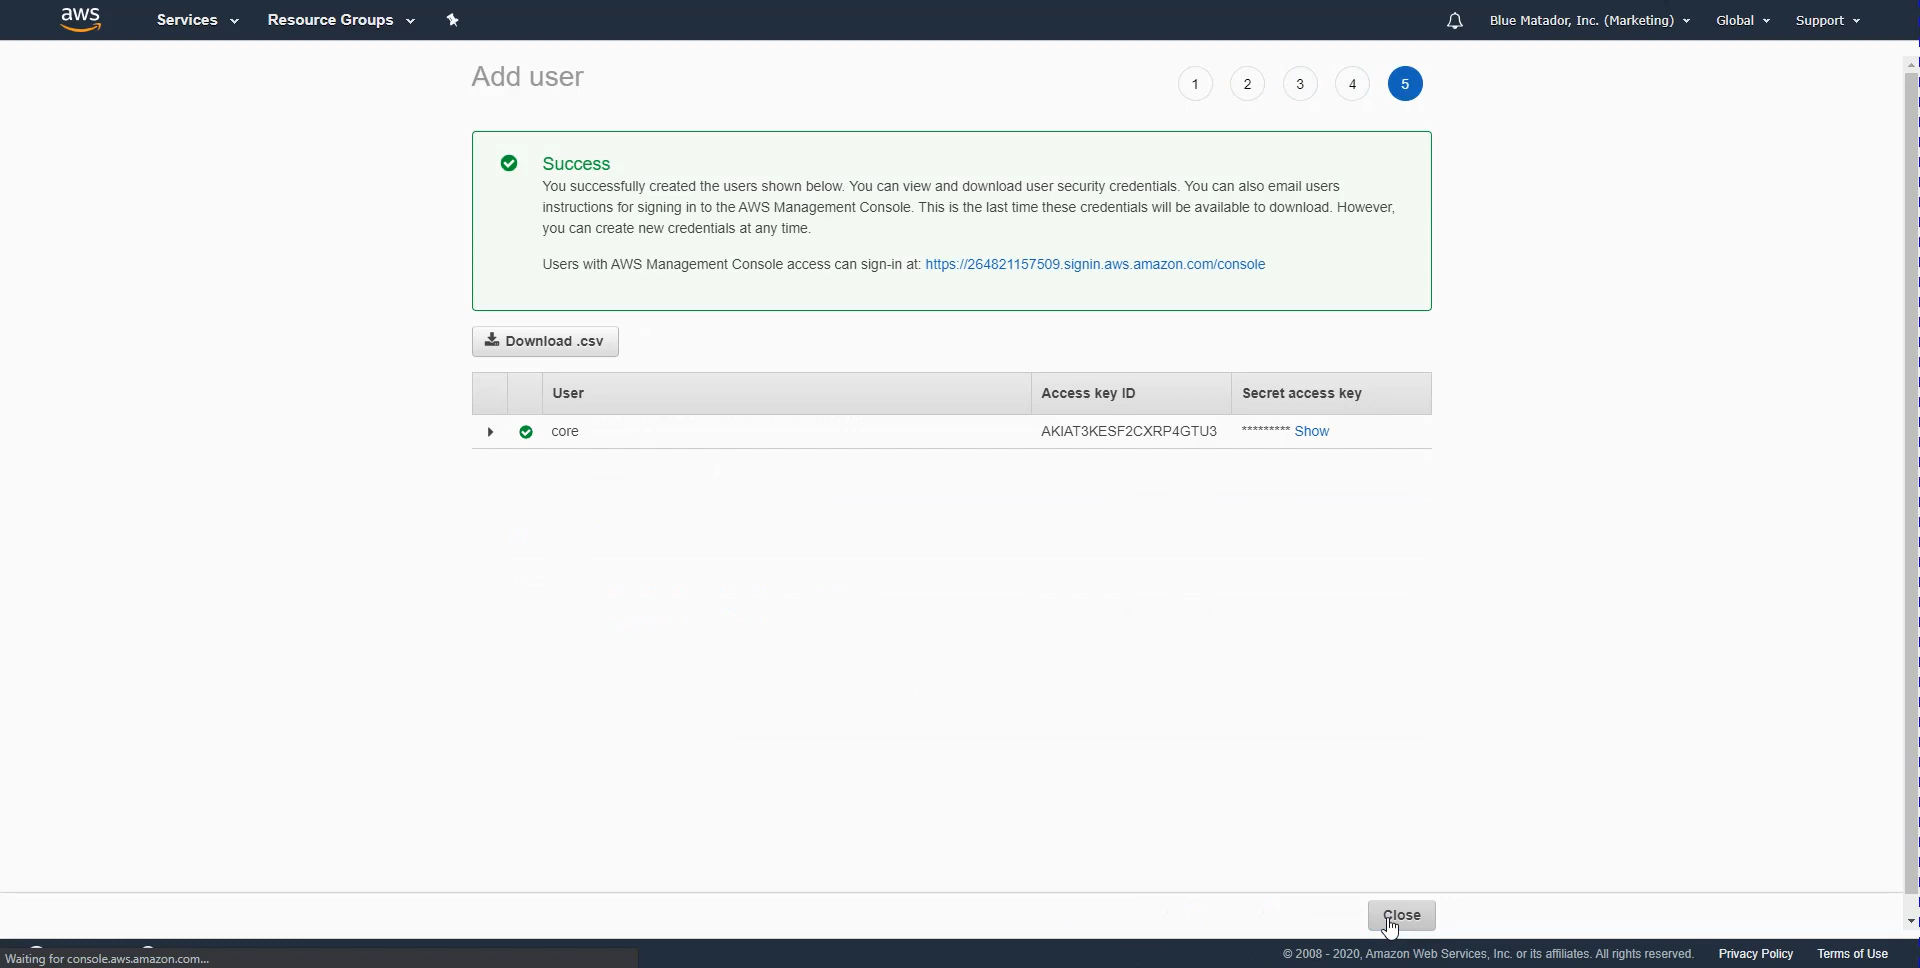 aws Services Resource Groups Blue Matador, Inc. (Marketing) Global Support
Add user 1 2 3 4 5
Success
You successfully created the users shown below. You can view and download user security credentials. You can also email users
instructions for signing in to the AWS Management Console. This is the last time these credentials will be available to download. However,
you can create new credentials at any time.
Users with AWS Management Console access can sign-in at: https://264821157509.signin.aws.amazon.com/console
Download .csv
User Access key ID Secret access key
core AKIAT3KESF2CXRP4GTU3 ********* Show
Close
Waiting for console.aws.amazon.com... © 2008 - 2020, Amazon Web Services, Inc. or its affiliates. All rights reserved. Privacy Policy Terms of Use